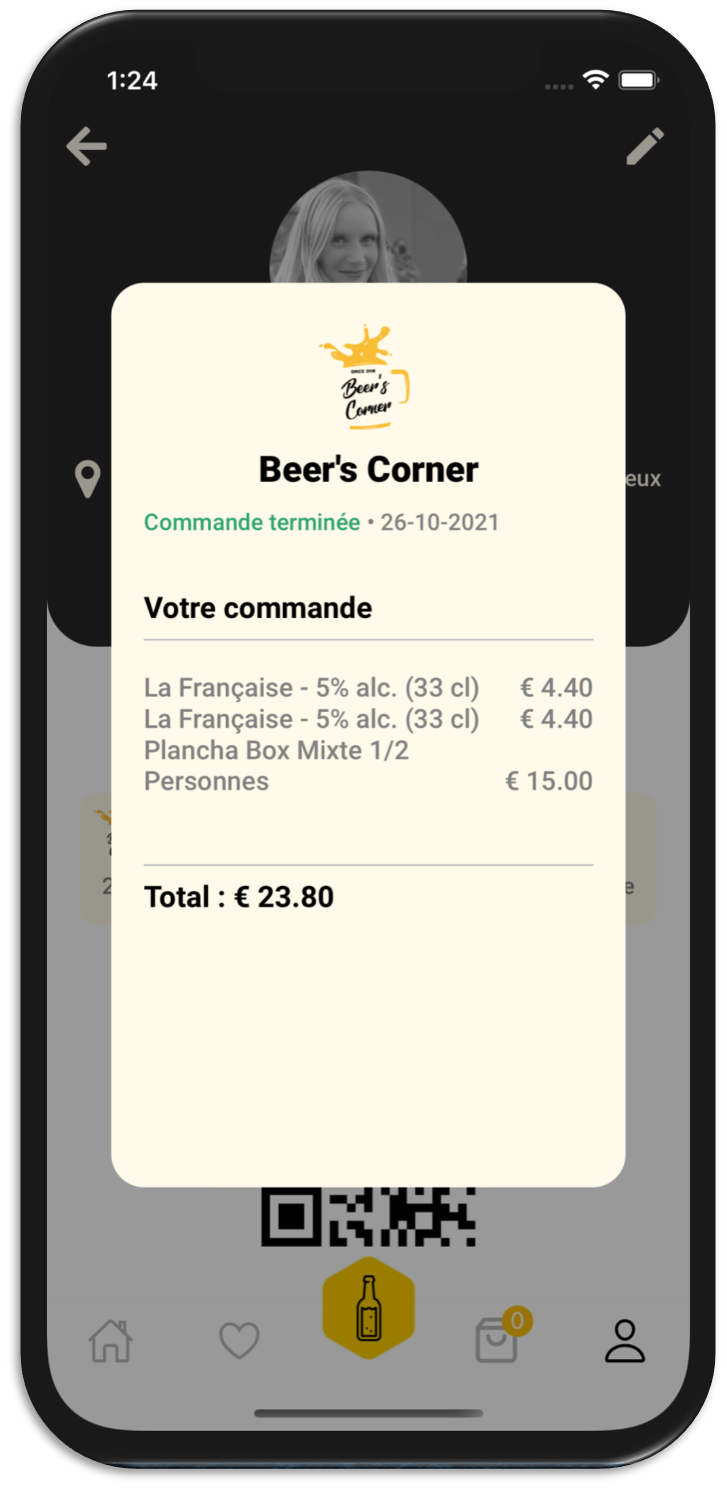 1:24
SINCE 2018
Beer's
Corner
Beer's Corner
eux
Commande terminée • 26-10-2021
Votre commande
La Française - 5% alc. (33 cl) € 4.40
La Française - 5% alc. (33 cl) € 4.40
Plancha Box Mixte 1/2
Personnes € 15.00
2
e
Total : € 23.80
0